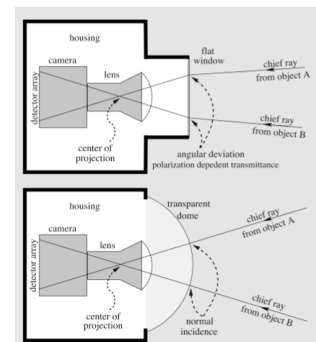 housing
camera
lens
flat
window
chief ray
from object A
detector array
chief ray
from object B
center of
projection
angular deviation
polarization depedent transmittance
housing
transparent
dome
camera
lens
chief ray
from object A
detector array
center of
projection
normal
incidence
chief ray
from object B